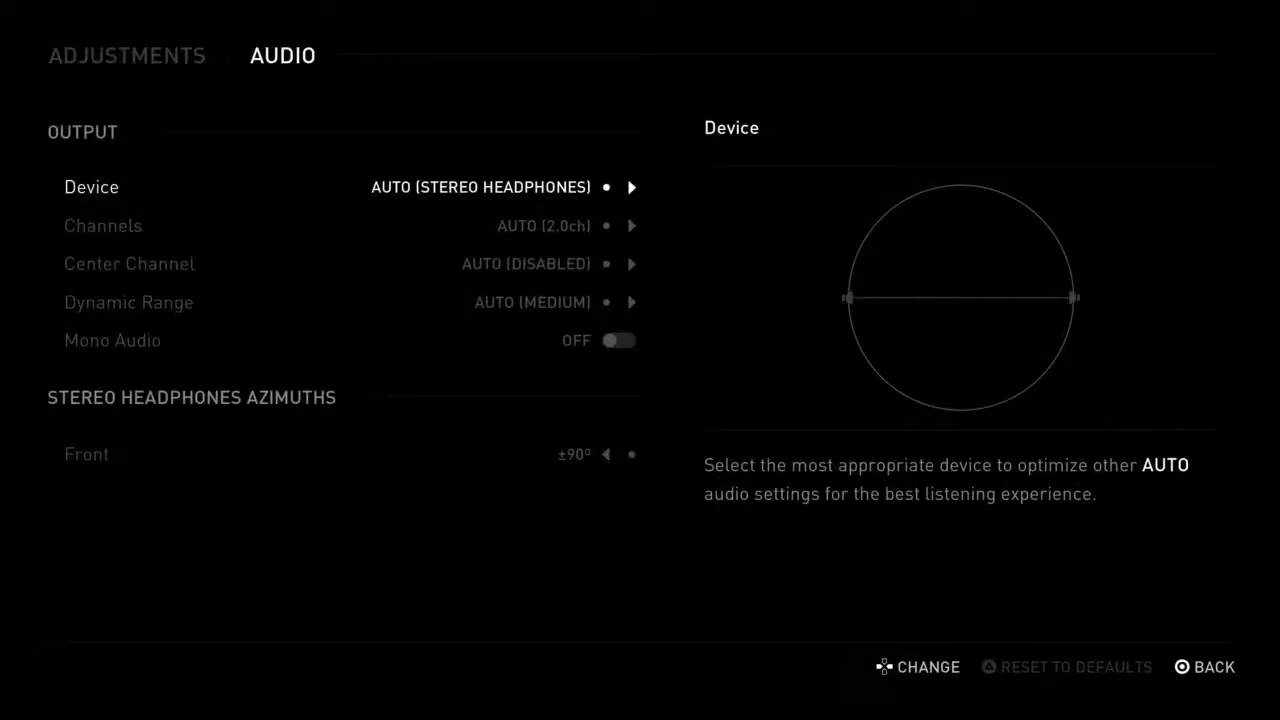 ADJUSTMENTS AUDIO
OUTPUT
Device AUTO (STEREO HEADPHONES)
Channels AUTO (2.0ch)
Center Channel AUTO (DISABLED)
Dynamic Range AUTO (MEDIUM)
Mono Audio OFF
STEREO HEADPHONES AZIMUTHS
Front ±90º
Device
Select the most appropriate device to optimize other AUTO
audio settings for the best listening experience.
CHANGE RESET TO DEFAULTS BACK